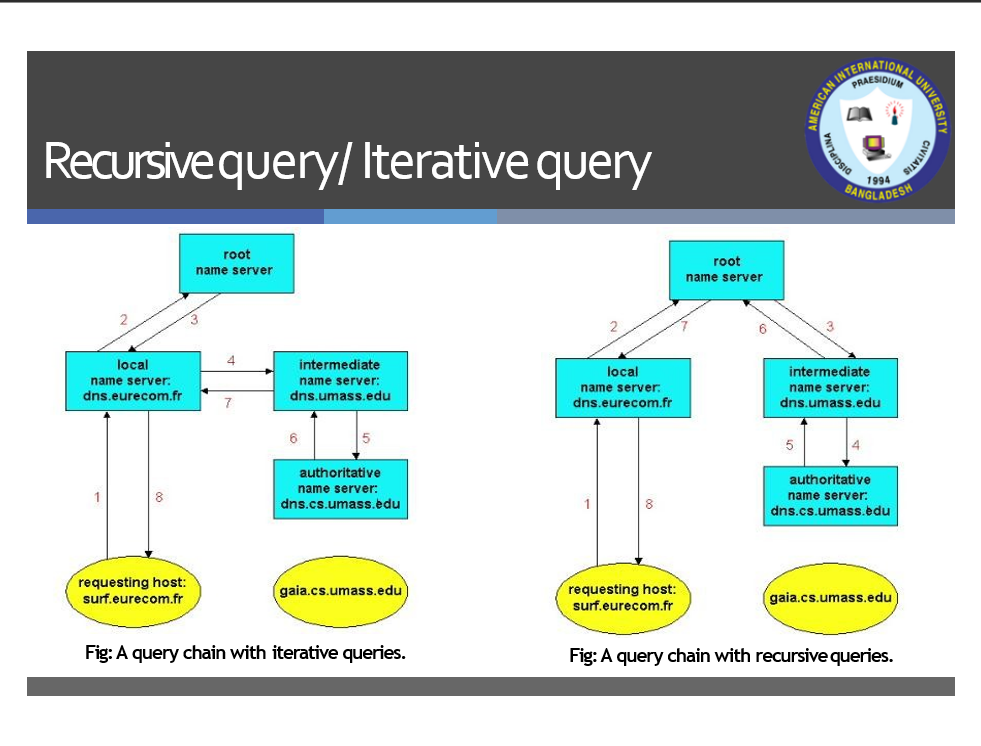 Recursive query/ Iterative query
AMERICAN INTERNATIONAL UNIVERSITY
BANGLADESH
PRAESIDIUM
DISCIPLINA
CIVITATIS
1994
root
name server
2
3
local
name server:
dns.eurecom.fr
4
7
intermediate
name server:
dns.umass.edu
6
5
authoritative
name server:
dns.cs.umass.edu
1
8
requesting host:
surf.eurecom.fr
gaia.cs.umass.edu
Fig: A query chain with iterative queries.
root
name server
2
7
6
3
local
name server:
dns.eurecom.fr
intermediate
name server:
dns.umass.edu
5
4
authoritative
name server:
dns.cs.umass.edu
1
8
requesting host:
surf.eurecom.fr
gaia.cs.umass.edu
Fig: A query chain with recursive queries.